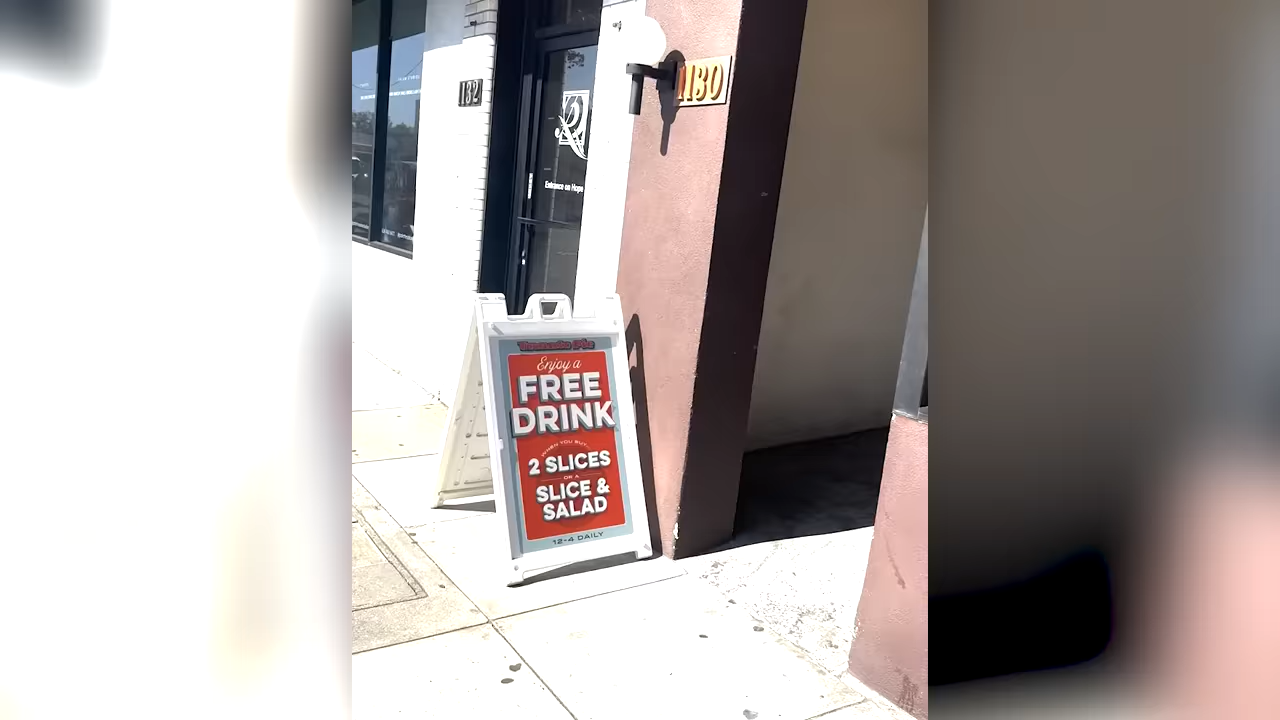 132
1130
Entrance on Hope
Enjoy a
FREE
DRINK
WHEN YOU BUY...
2 SLICES
OR A
SLICE &
SALAD
12-4 DAILY